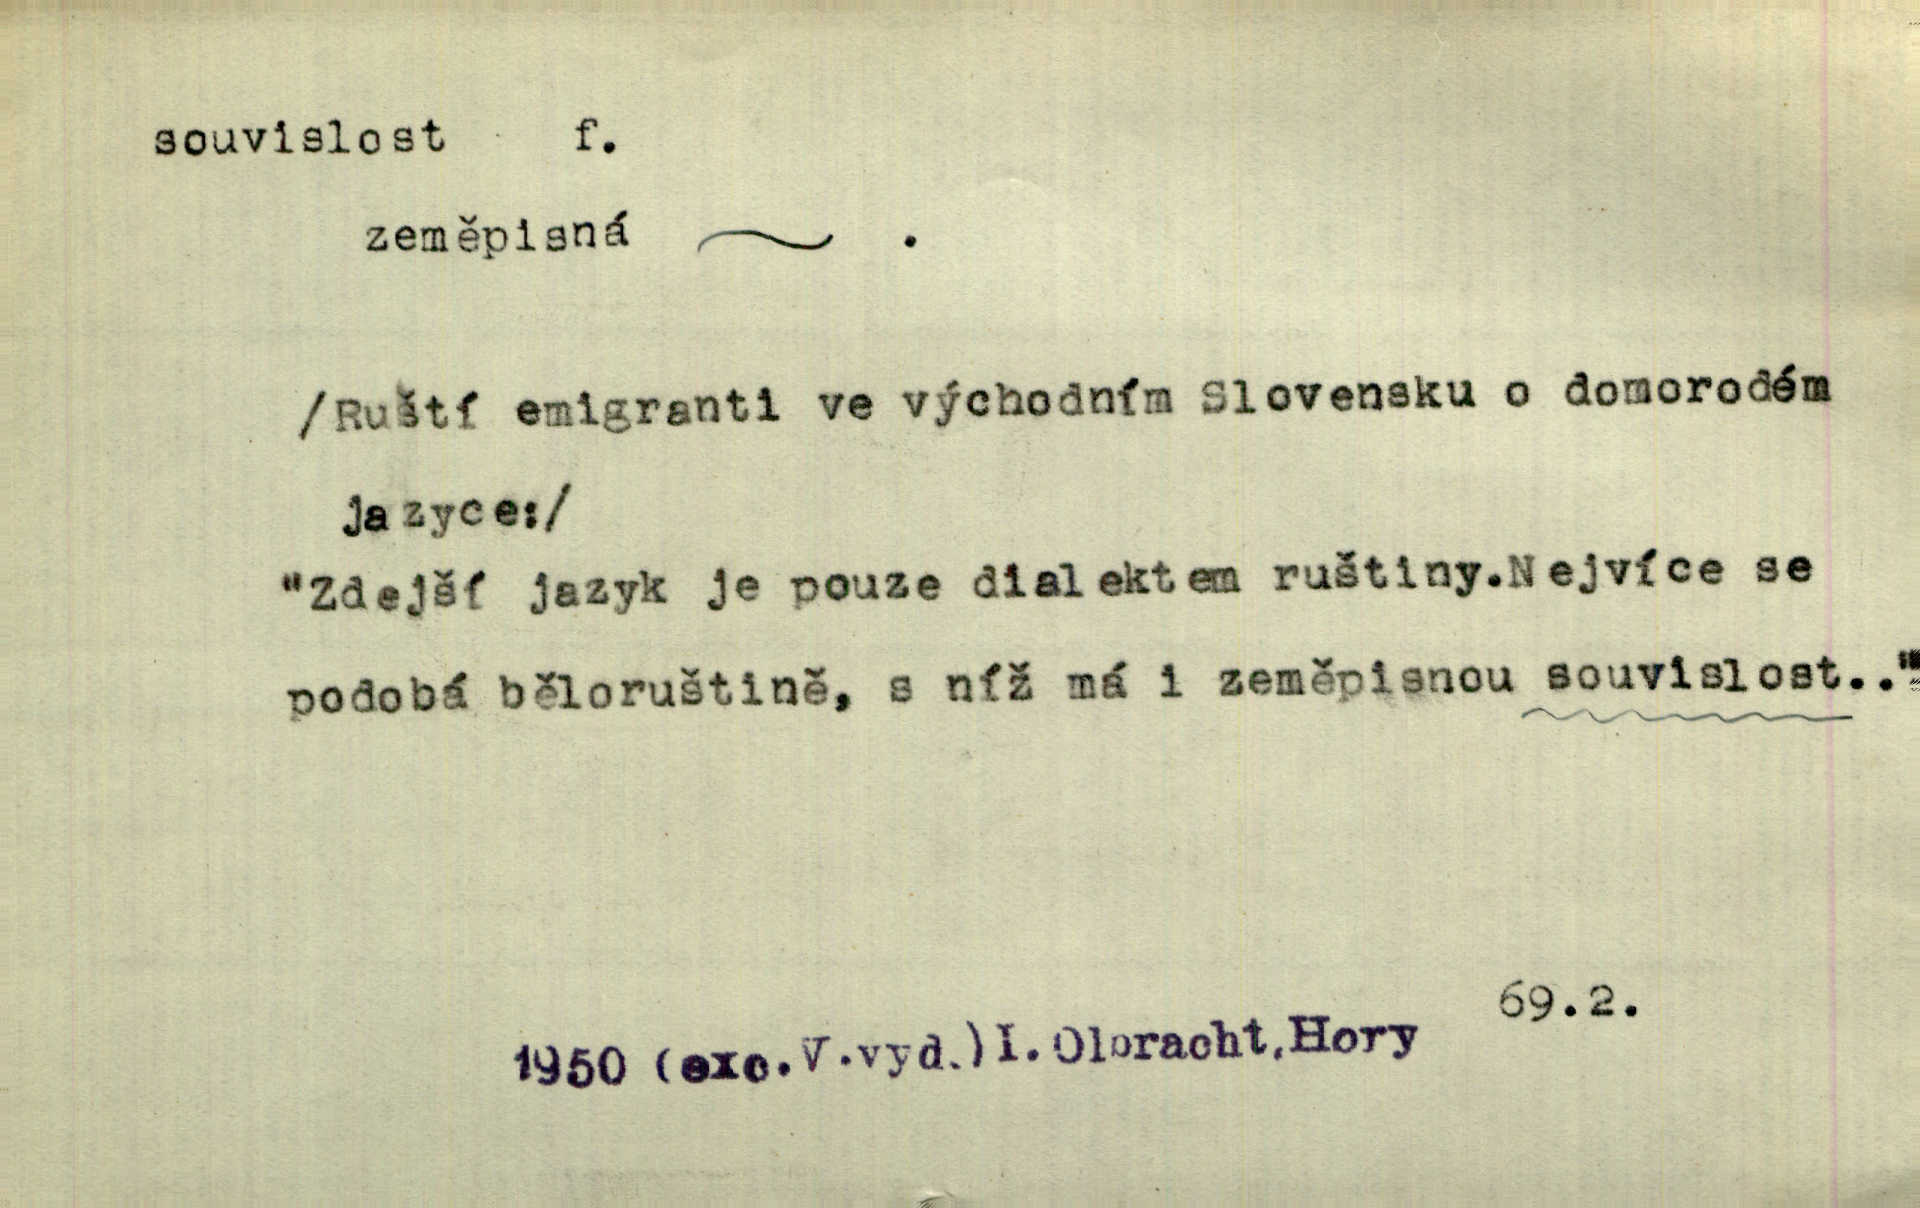 souvislost f.
zeměpisná ~ .
/Ruští emigranti ve východním Slovensku o domorodém
jazyce:/
"Zdejší jazyk je pouze dialektem ruštiny.Nejvíce se
podobá běloruštině, s níž má i zeměpisnou souvislost.."
69.2.
1950 (exc.V.vyd.) I. Olbracht,Hory